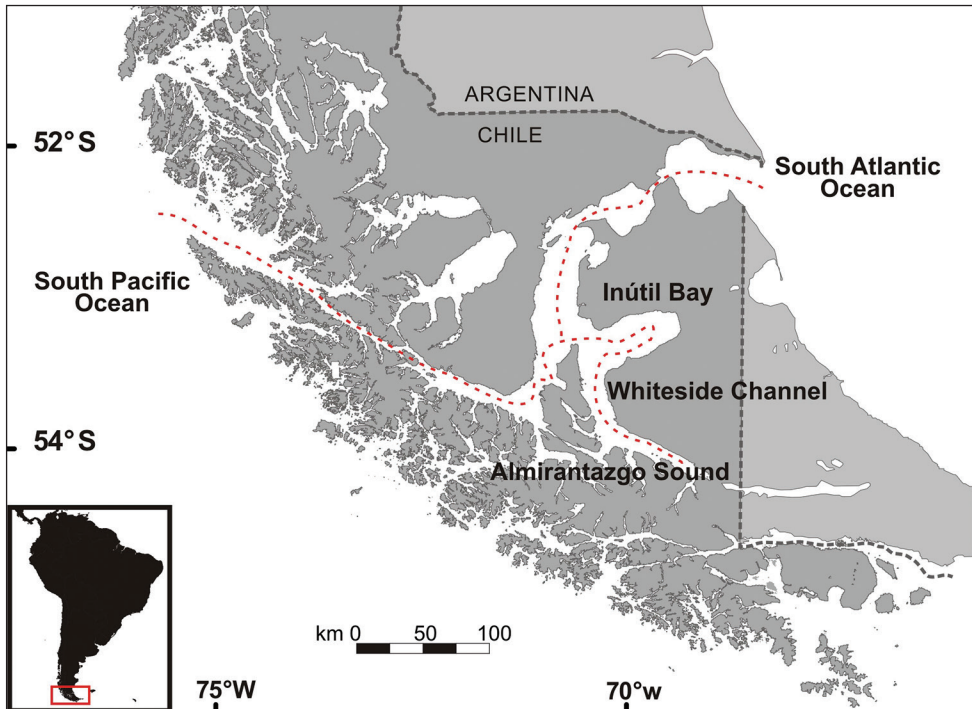 ARGENTINA
CHILE
52°S
South Atlantic
Ocean
South Pacific
Ocean
Inútil Bay
Whiteside Channel
54°S
Almirantazgo Sound
km 0 50 100
75°W
70°w